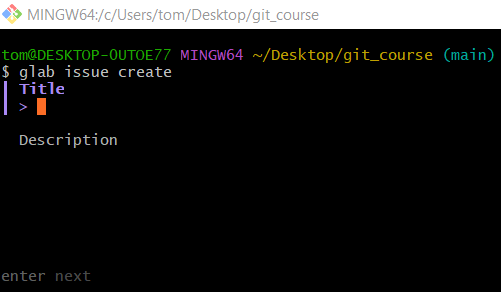 MINGW64:/c/Users/tom/Desktop/git_course
tom@DESKTOP-OUTOE77 MINGW64 ~/Desktop/git_course (main)
$ glab issue create
Title
>
Description
enter next